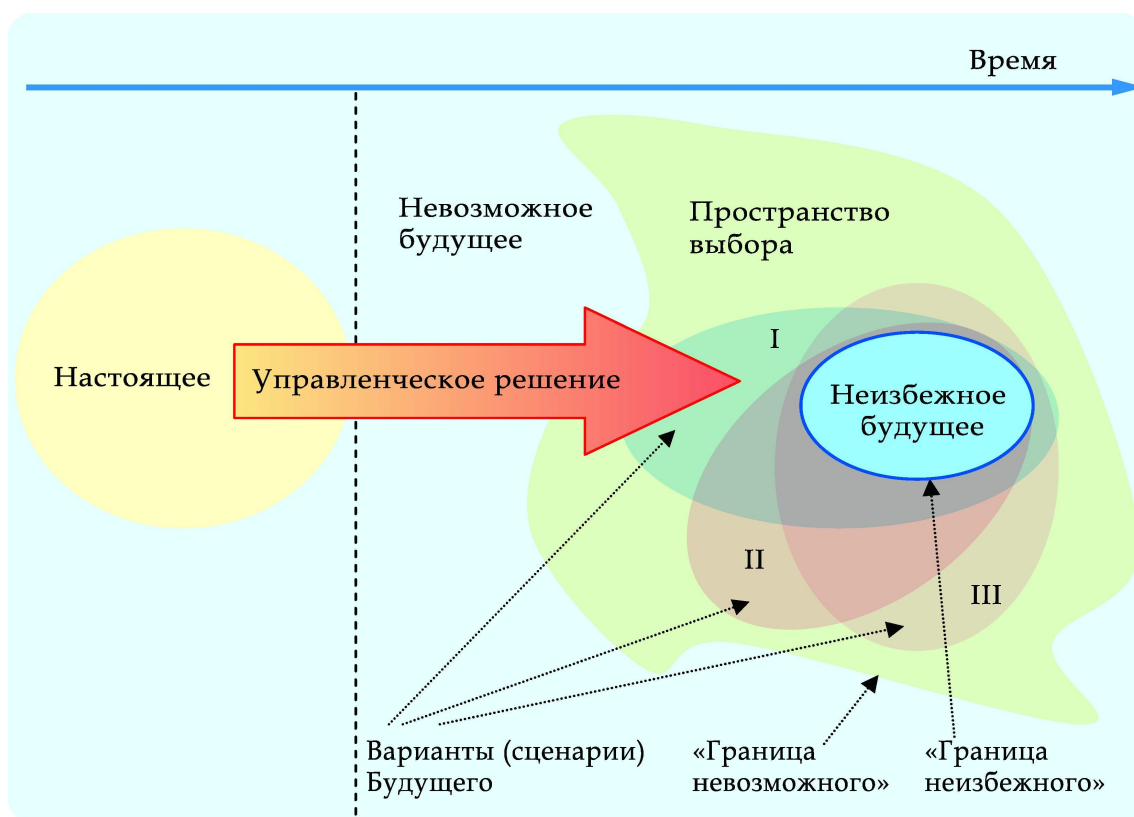 Время
Невозможное
будущее
Пространство
выбора
I
Настоящее
Управленческое решение
Неизбежное
будущее
II
III
Варианты (сценарии)
Будущего
«Граница
невозможного»
«Граница
неизбежного»